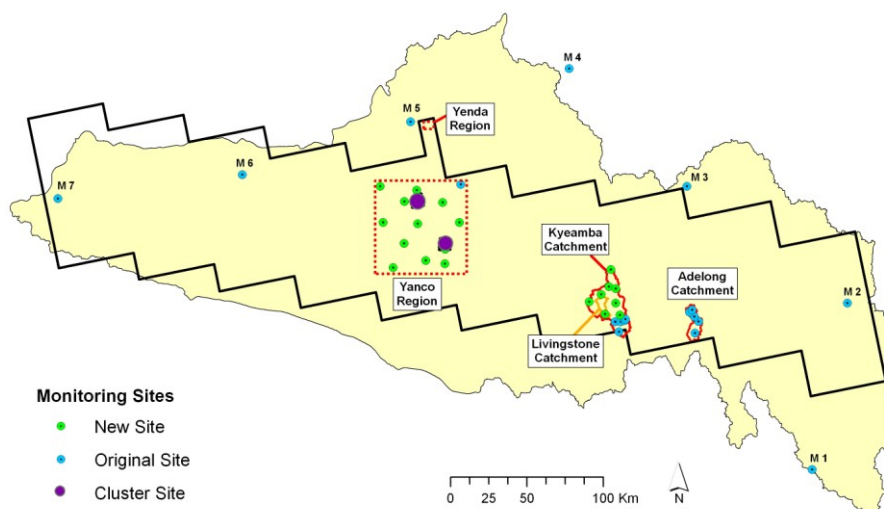 M 4
M 5
Yenda
Region
M 6
M 7
M 3
Kyeamba
Catchment
Adelong
Catchment
M 2
Yanco
Region
Livingstone
Catchment
Monitoring Sites
New Site
Original Site
Cluster Site
M 1
0 25 50 100 Km
N